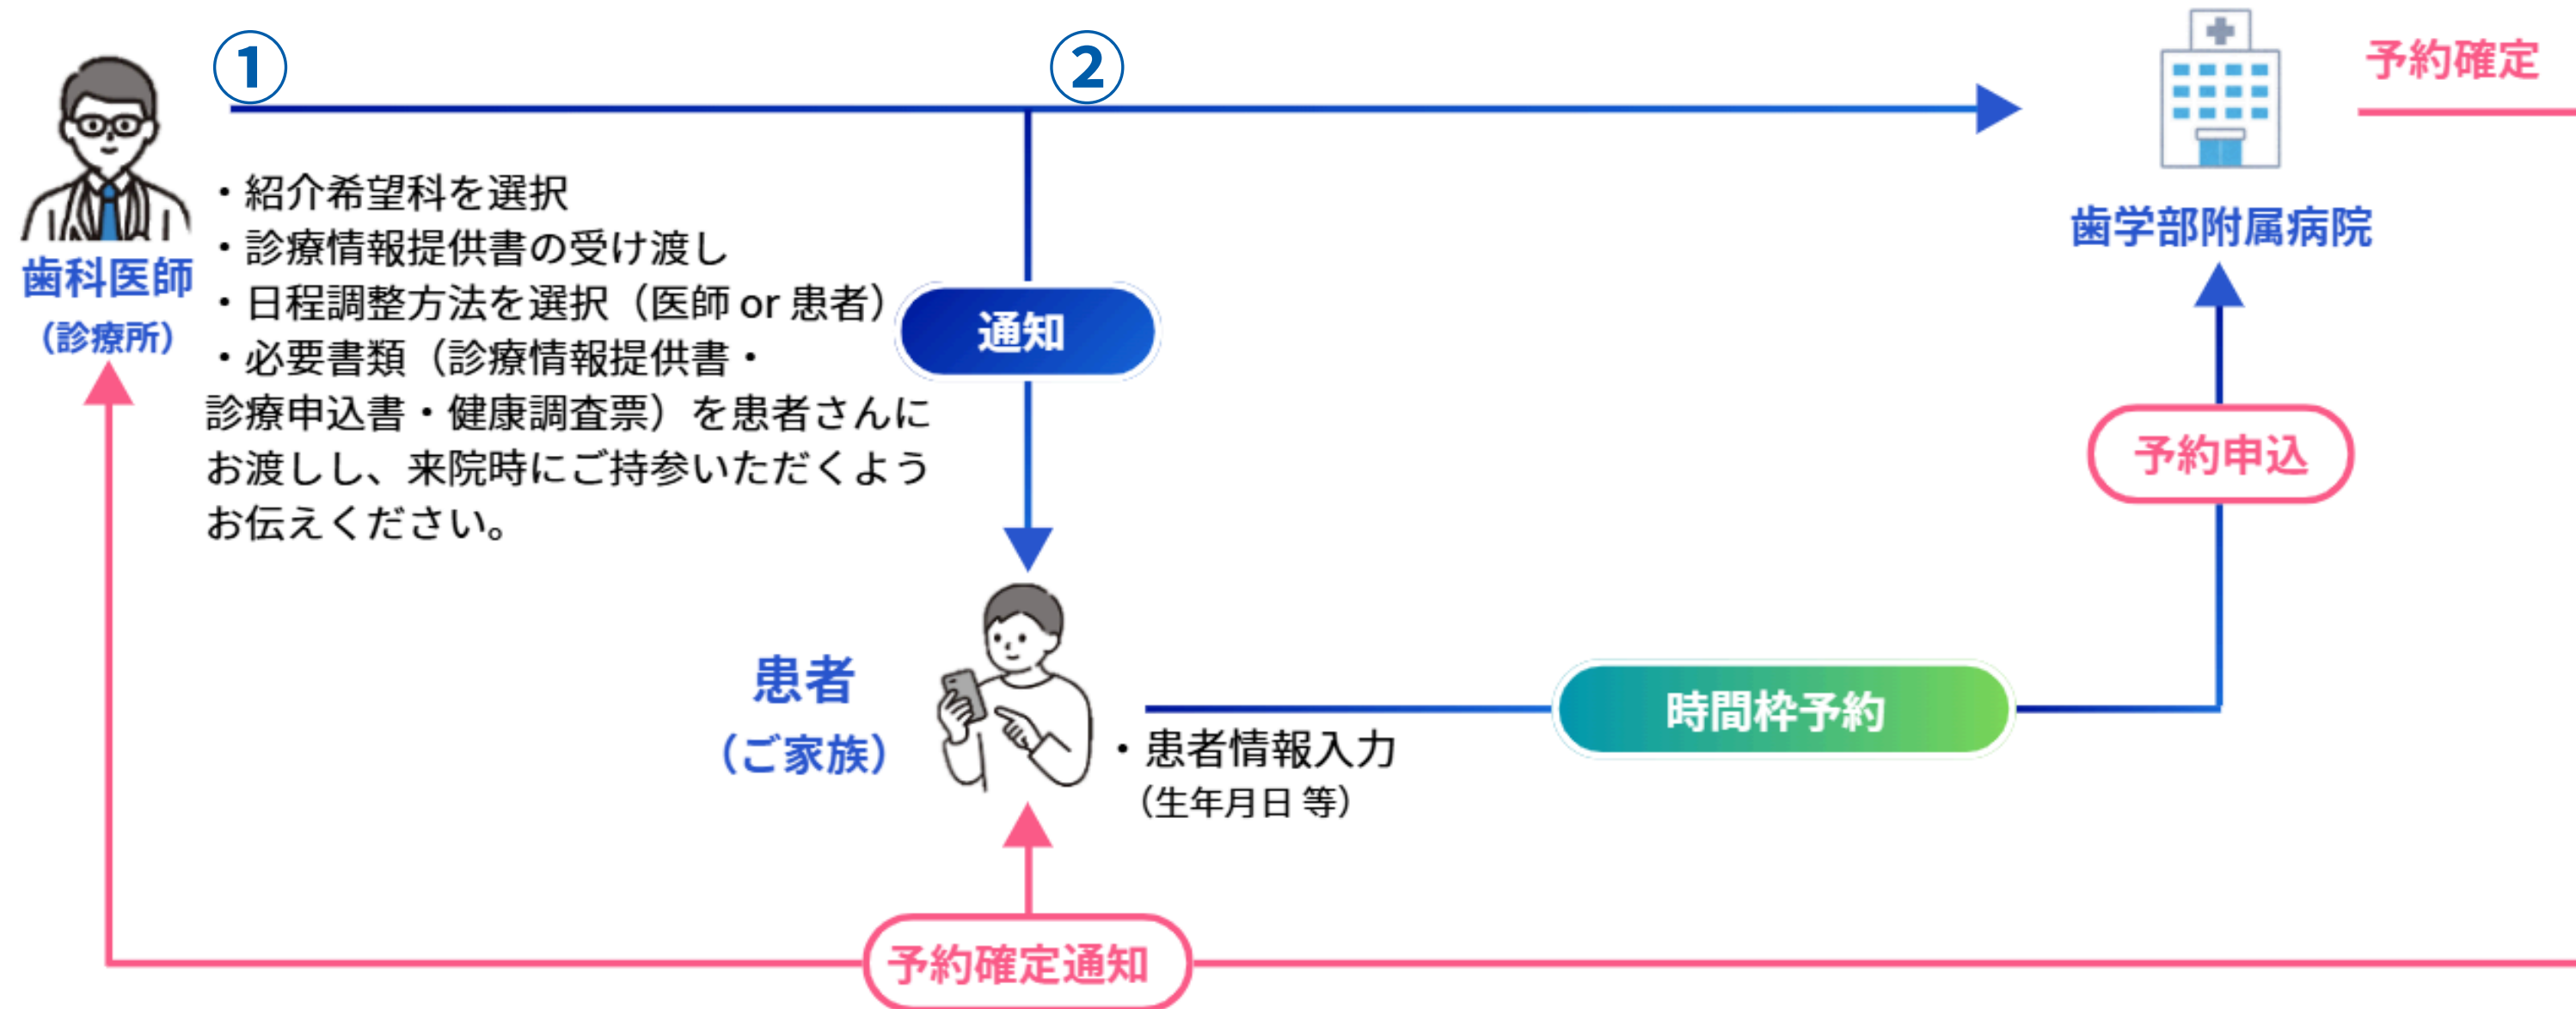 ①
②
予約確定
・紹介希望科を選択
・診療情報提供書の受け渡し
・日程調整方法を選択（医師 or 患者）
・必要書類（診療情報提供書・
診療申込書・健康調査票）を患者さんに
お渡しし、来院時にご持参いただくよう
お伝えください。
歯科医師
（診療所）
通知
歯学部附属病院
予約申込
患者
（ご家族）
時間枠予約
・患者情報入力
（生年月日 等）
予約確定通知